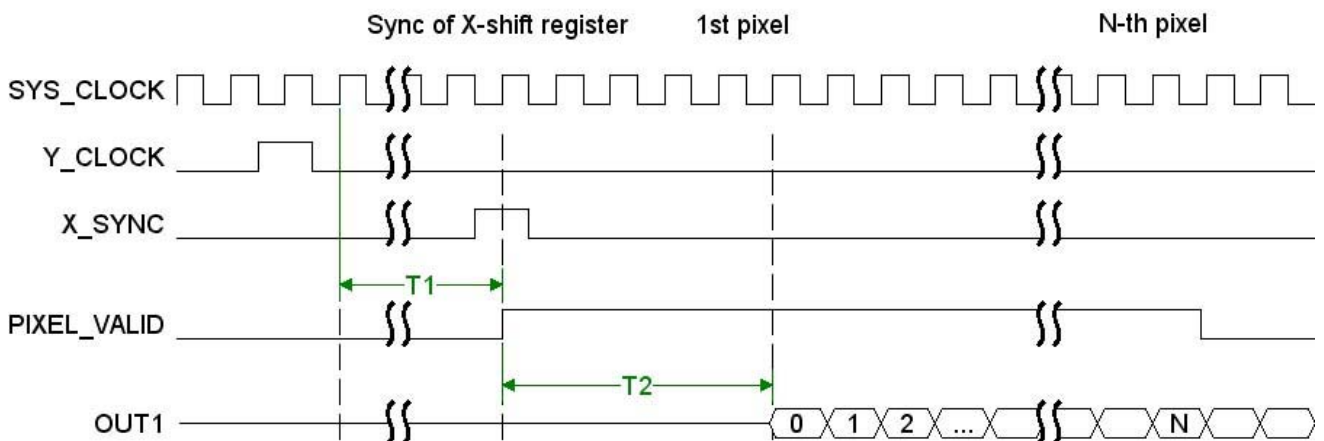 Sync of X-shift register 1st pixel N-th pixel
SYS_CLOCK
Y_CLOCK
X_SYNC
T1
PIXEL_VALID
T2
OUT1 0 1 2 ... N